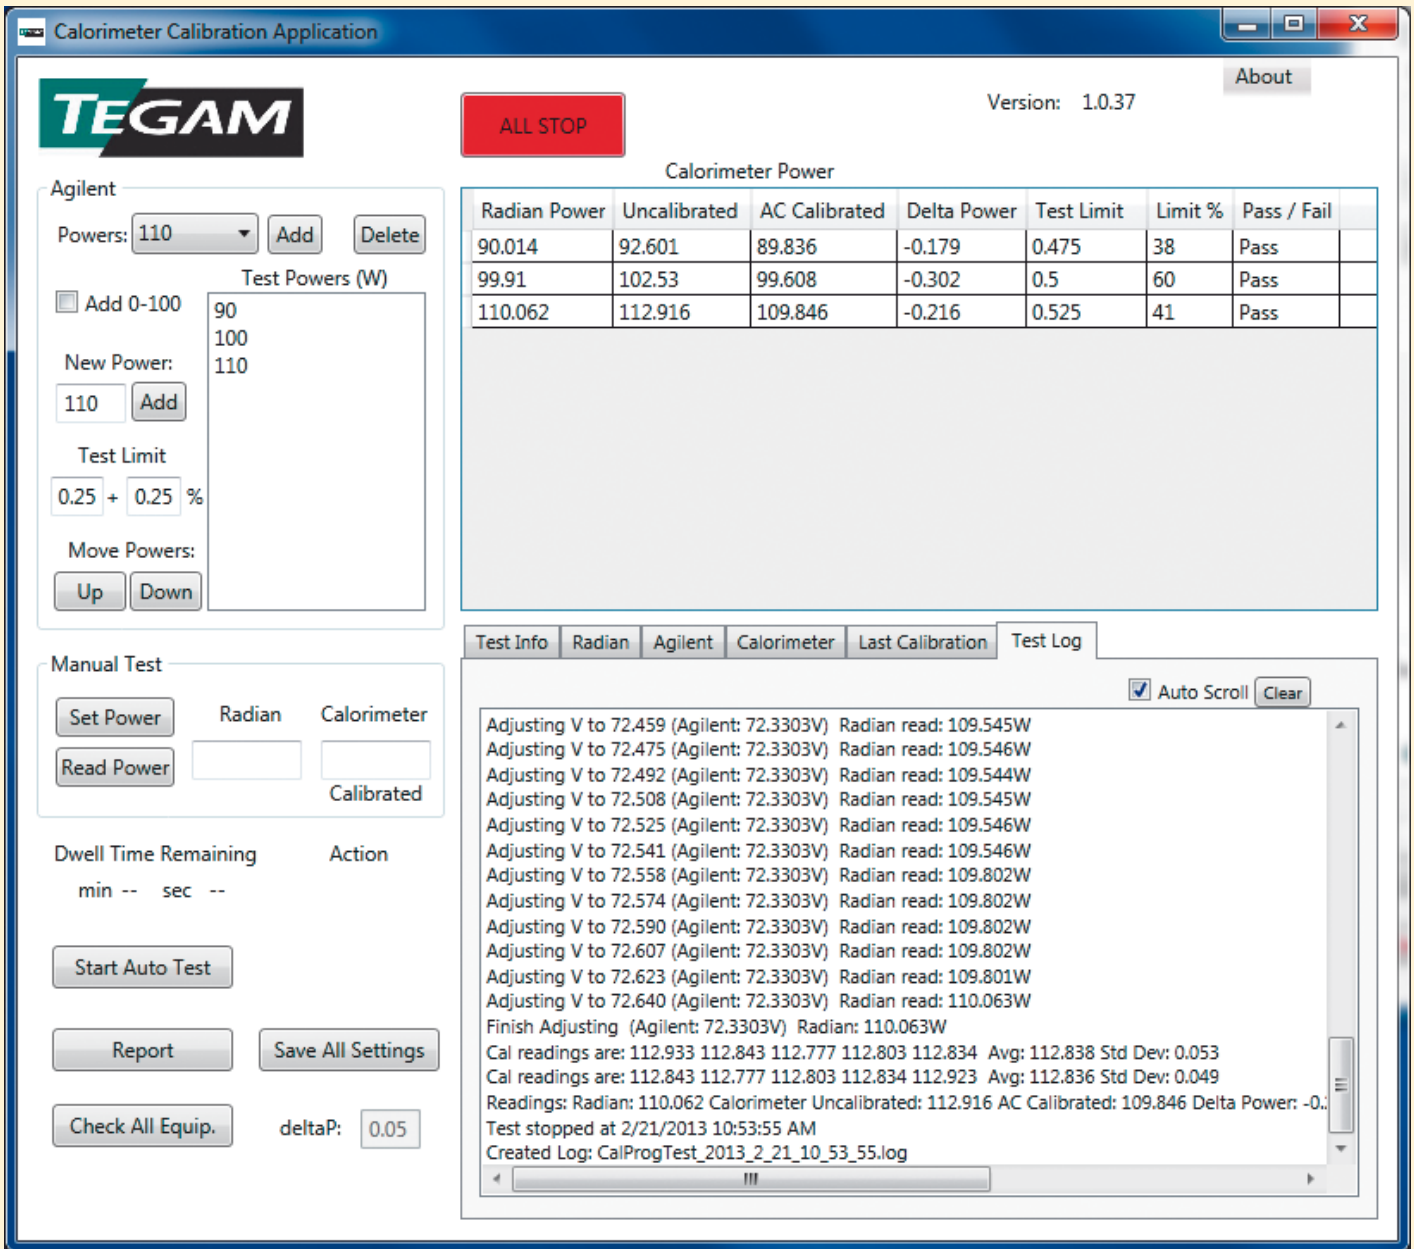 Calorimeter Calibration Application
TEGAM
ALL STOP
Version: 1.0.37
About
Agilent
Powers: 110 Add Delete
Test Powers (W)
Add 0-100
90
100
110
New Power:
110 Add
Test Limit
0.25 + 0.25 %
Move Powers:
Up Down
Calorimeter Power
Radian Power Uncalibrated AC Calibrated Delta Power Test Limit Limit % Pass / Fail
90.014 92.601 89.836 -0.179 0.475 38 Pass
99.91 102.53 99.608 -0.302 0.5 60 Pass
110.062 112.916 109.846 -0.216 0.525 41 Pass
Manual Test
Set Power Radian Calorimeter
Read Power
Calibrated
Dwell Time Remaining Action
min -- sec --
Start Auto Test
Report Save All Settings
Check All Equip. deltaP: 0.05
Test Info Radian Agilent Calorimeter Last Calibration Test Log
Auto Scroll Clear
Adjusting V to 72.459 (Agilent: 72.3303V) Radian read: 109.545W
Adjusting V to 72.475 (Agilent: 72.3303V) Radian read: 109.546W
Adjusting V to 72.492 (Agilent: 72.3303V) Radian read: 109.544W
Adjusting V to 72.508 (Agilent: 72.3303V) Radian read: 109.545W
Adjusting V to 72.525 (Agilent: 72.3303V) Radian read: 109.546W
Adjusting V to 72.541 (Agilent: 72.3303V) Radian read: 109.546W
Adjusting V to 72.558 (Agilent: 72.3303V) Radian read: 109.802W
Adjusting V to 72.574 (Agilent: 72.3303V) Radian read: 109.802W
Adjusting V to 72.590 (Agilent: 72.3303V) Radian read: 109.802W
Adjusting V to 72.607 (Agilent: 72.3303V) Radian read: 109.802W
Adjusting V to 72.623 (Agilent: 72.3303V) Radian read: 109.801W
Adjusting V to 72.640 (Agilent: 72.3303V) Radian read: 110.063W
Finish Adjusting (Agilent: 72.3303V) Radian: 110.063W
Cal readings are: 112.933 112.843 112.777 112.803 112.834 Avg: 112.838 Std Dev: 0.053
Cal readings are: 112.843 112.777 112.803 112.834 112.923 Avg: 112.836 Std Dev: 0.049
Readings: Radian: 110.062 Calorimeter Uncalibrated: 112.916 AC Calibrated: 109.846 Delta Power: -0.
Test stopped at 2/21/2013 10:53:55 AM
Created Log: CalProgTest_2013_2_21_10_53_55.log